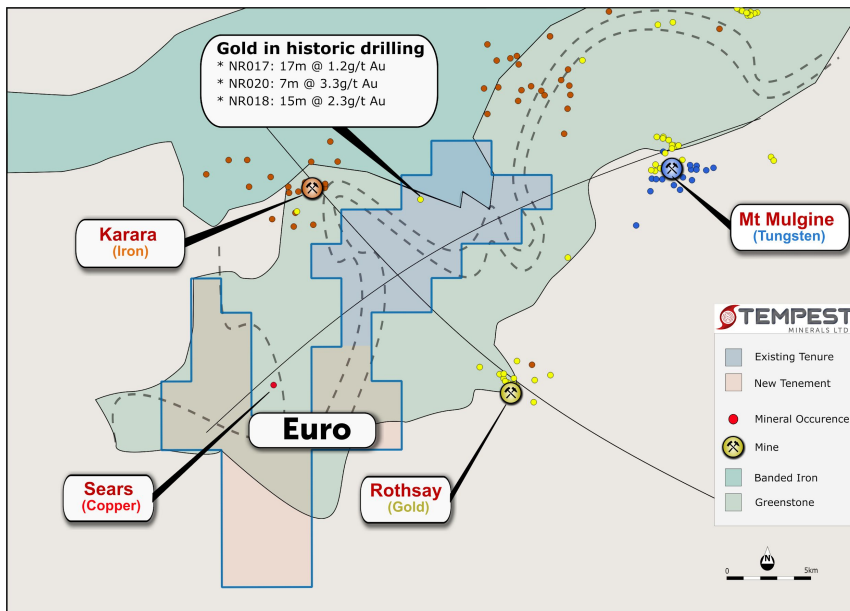 Gold in historic drilling
* NR017: 17m @ 1.2g/t Au
* NR020: 7m @ 3.3g/t Au
* NR018: 15m @ 2.3g/t Au
Karara
(Iron)
Mt Mulgine
(Tungsten)
TEMPEST
MINERALS LTD
Existing Tenure
New Tenement
Mineral Occurence
Mine
Banded Iron
Greenstone
Euro
Sears
(Copper)
Rothsay
(Gold)
N
0 5km